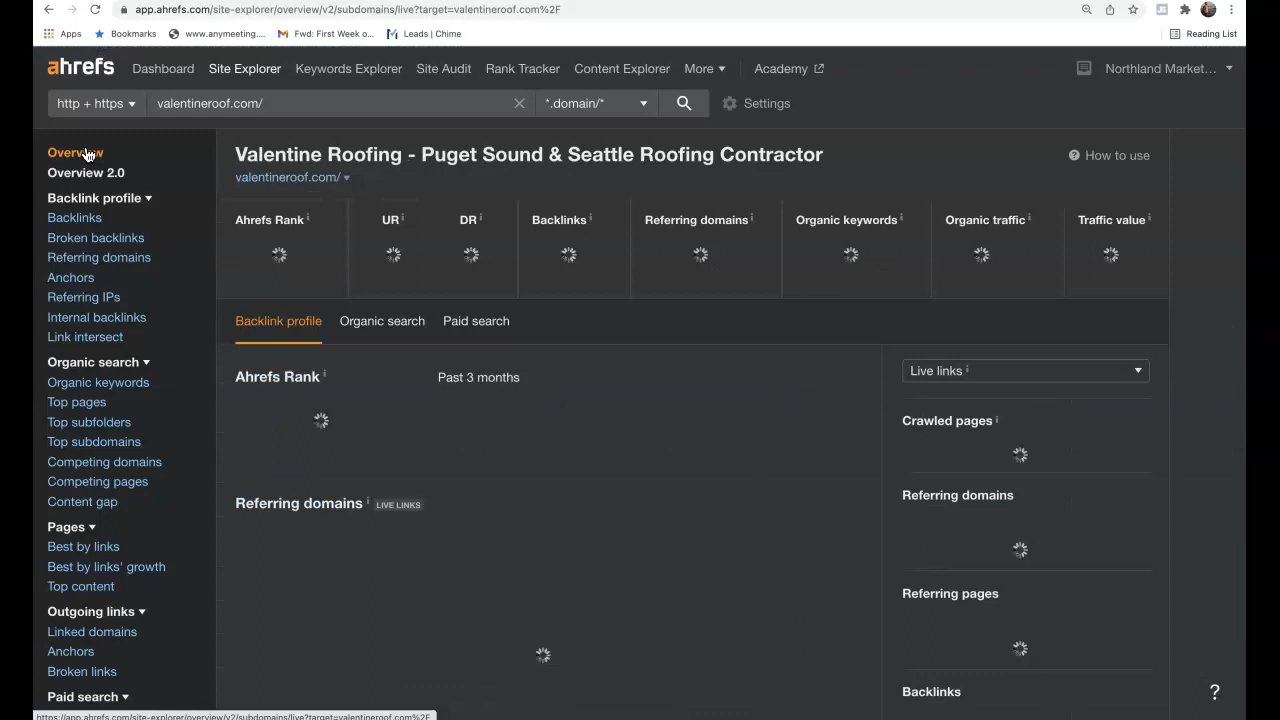 app.ahrefs.com/site-explorer/overview/v2/subdomains/live?target=valentineroof.com%2F
Apps
Bookmarks
www.anymeeting....
Fwd: First Week o...
Leads | Chime
Reading List
ahrefs
Dashboard
Site Explorer
Keywords Explorer
Site Audit
Rank Tracker
Content Explorer
More
Academy
Northland Market...
http + https
valentineroof.com/
*.domain/*
Settings
Overview
Overview 2.0
Backlink profile
Backlinks
Broken backlinks
Referring domains
Anchors
Referring IPs
Internal backlinks
Link intersect
Organic search
Organic keywords
Top pages
Top subfolders
Top subdomains
Competing domains
Competing pages
Content gap
Pages
Best by links
Best by links' growth
Top content
Outgoing links
Linked domains
Anchors
Broken links
Paid search
Valentine Roofing - Puget Sound & Seattle Roofing Contractor
How to use
valentineroof.com/
Ahrefs Rank
UR
DR
Backlinks
Referring domains
Organic keywords
Organic traffic
Traffic value
Backlink profile
Organic search
Paid search
Ahrefs Rank
Past 3 months
Referring domains
LIVE LINKS
Live links
Crawled pages
Referring domains
Referring pages
Backlinks
?
https://app.ahrefs.com/site-explorer/overview/v2/subdomains/live?target=valentineroof.com%2F